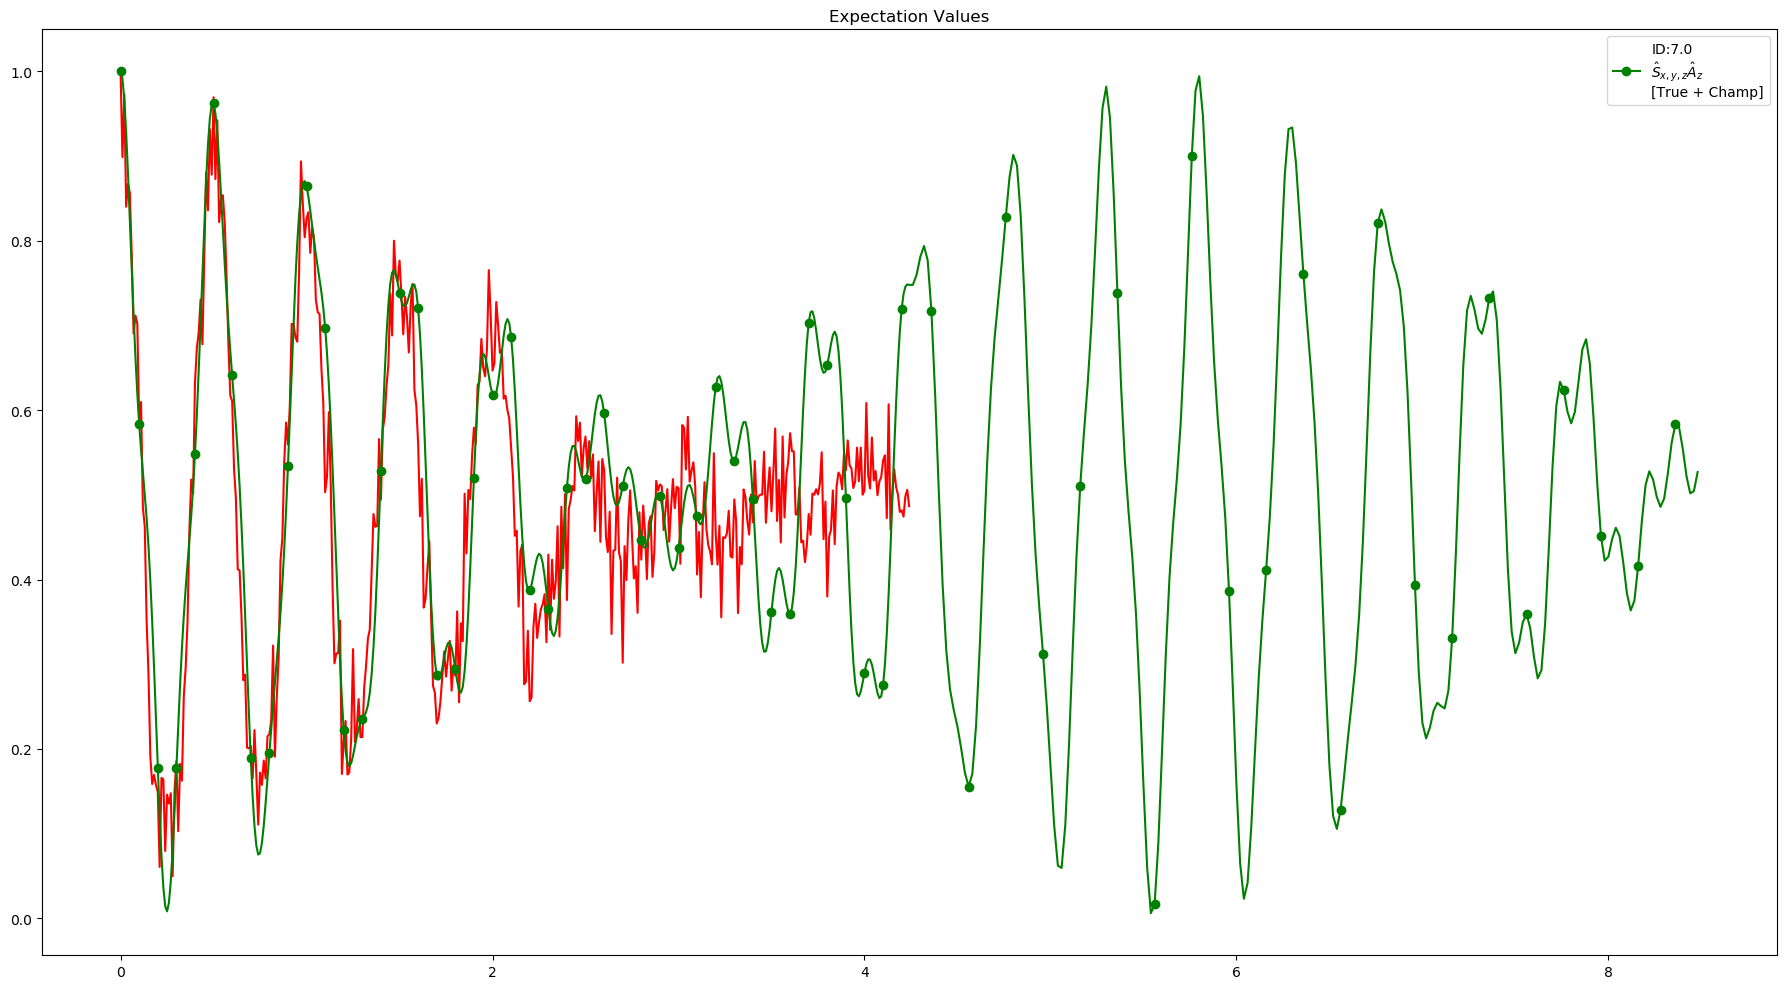 Expectation Values
ID:7.0
$\hat{S}_{x,y,z}\hat{A}_z$
[True + Champ]
1.0
0.8
0.6
0.4
0.2
0.0
0 2 4 6 8